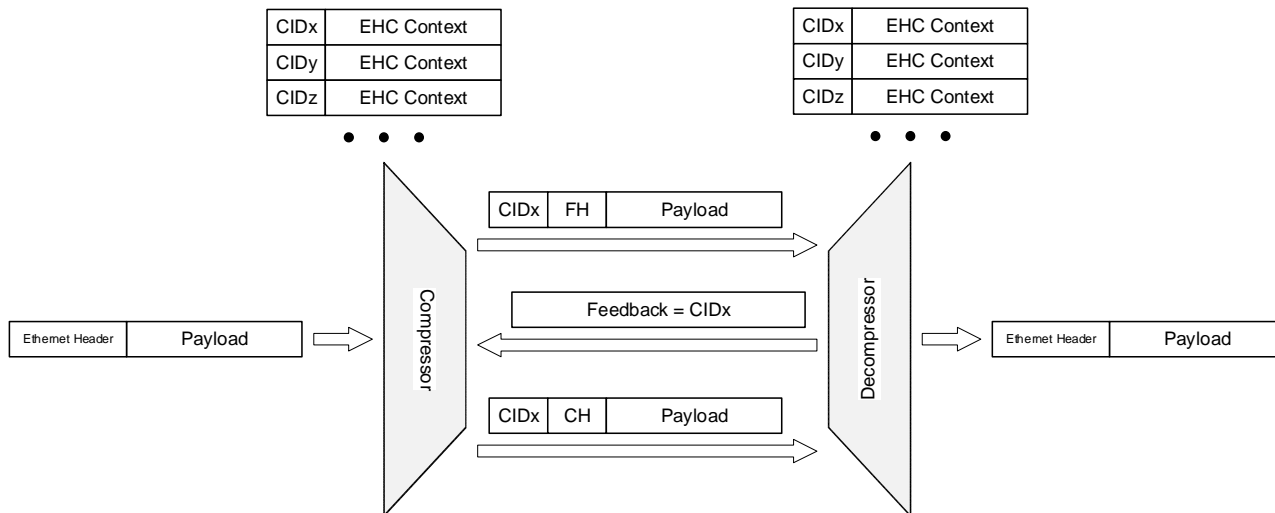 CIDx EHC Context
CIDy EHC Context
CIDz EHC Context
CIDx EHC Context
CIDy EHC Context
CIDz EHC Context
CIDx FH Payload
Compressor
Feedback = CIDx
Decompressor
Ethernet Header Payload
Ethernet Header Payload
CIDx CH Payload